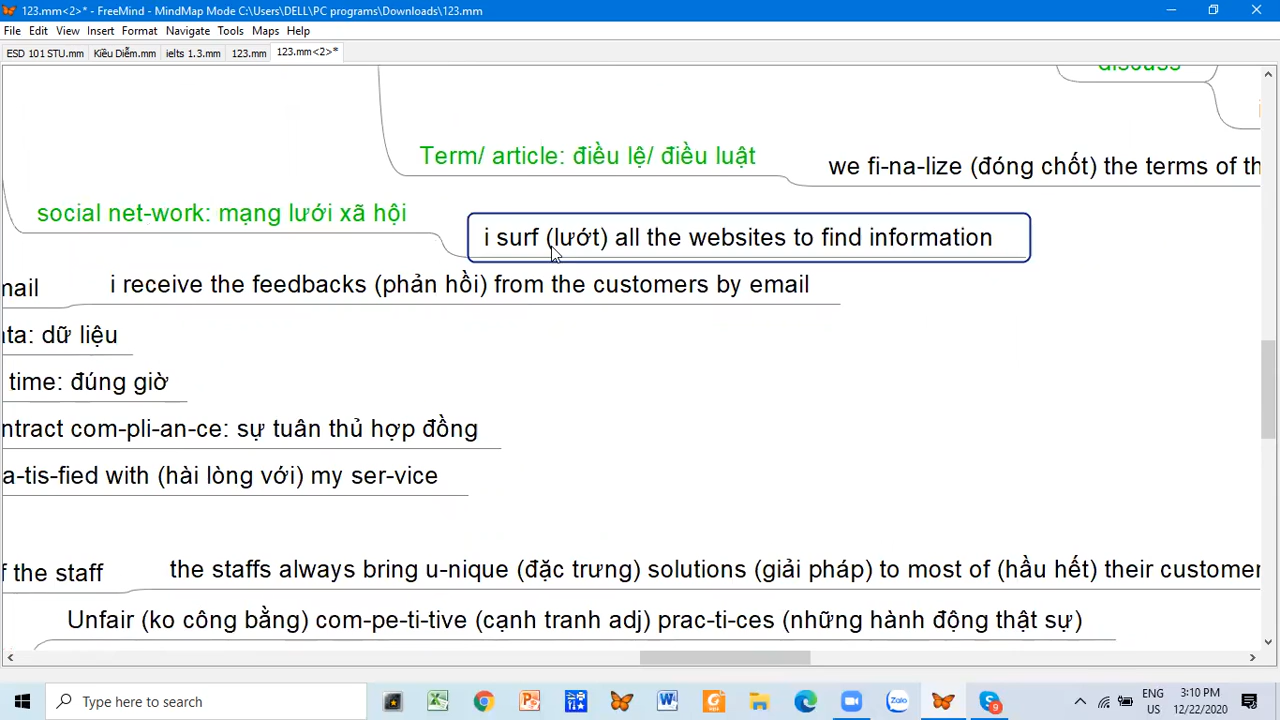 123.mm<2>* - FreeMind - MindMap Mode C:\Users\DELL\PC programs\Downloads\123.mm
File Edit View Insert Format Navigate Tools Maps Help
ESD 101 STU.mm Kiều Diễm.mm ielts 1.3.mm 123.mm 123.mm<2>*
discuss
Term/ article: điều lệ/ điều luật
we fi-na-lize (đóng chốt) the terms of th
social net-work: mạng lưới xã hội
i surf (lướt) all the websites to find information
mail i receive the feedbacks (phản hồi) from the customers by email
ata: dữ liệu
time: đúng giờ
ntract com-pli-an-ce: sự tuân thủ hợp đồng
a-tis-fied with (hài lòng với) my ser-vice
f the staff the staffs always bring u-nique (đặc trưng) solutions (giải pháp) to most of (hầu hết) their customer
Unfair (ko công bằng) com-pe-ti-tive (cạnh tranh adj) prac-ti-ces (những hành động thật sự)
Type here to search
Zalo
9
ENG
US
3:10 PM
12/22/2020